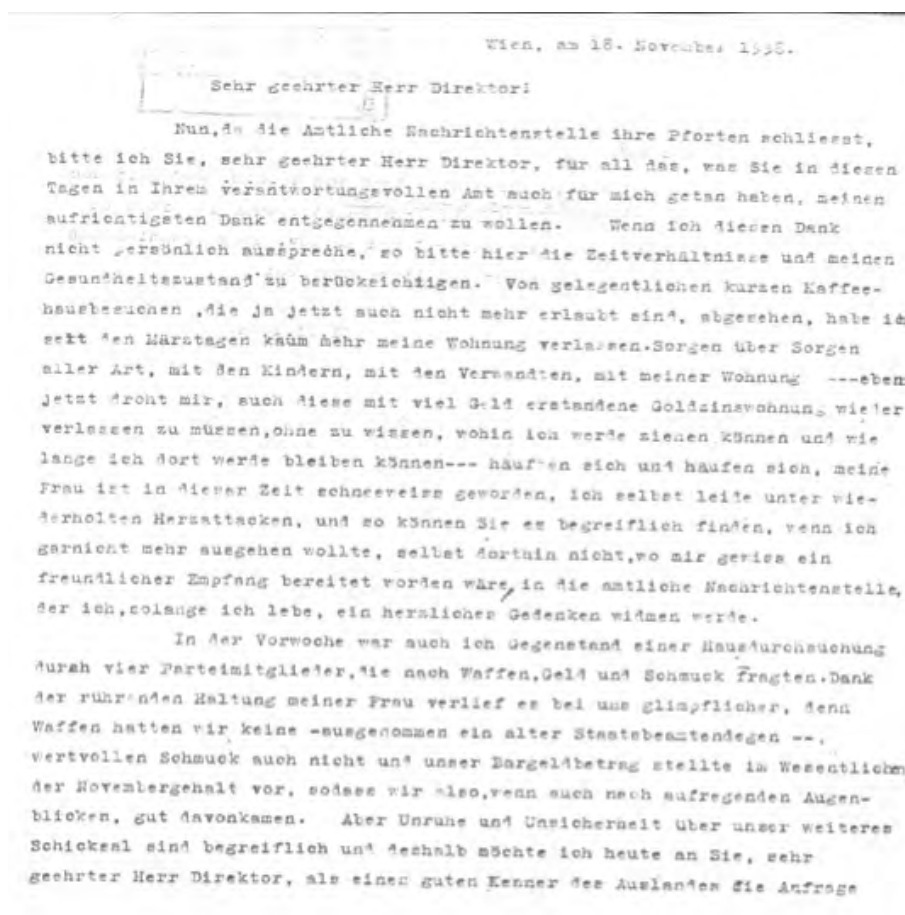 Wien, am 18. November 1938.
Sehr geehrter Herr Direktor!
Nun,da die Amtliche Nachrichtenstelle ihre Pforten schliesst,
bitte ich Sie, sehr geehrter Herr Direktor, für all das, was Sie in diesen
Tagen in Ihrem verantwortungsvollen Amt auch für mich getan haben, meinen
aufrichtigsten Dank entgegennehmen zu wollen. Wenn ich diesen Dank
nicht persönlich ausspreche, so bitte hier die Zeitverhältnisse und meinen
Gesundheitszustand zu berücksichtigen. Von gelegentlichen kurzen Kaffee-
hausbesuchen ,die ja jetzt auch nicht mehr erlaubt sind, abgesehen, habe ich
seit den Märztagen kaum mehr meine Wohnung verlassen.Sorgen über Sorgen
aller Art, mit den Kindern, mit den Verwandten, mit meiner Wohnung ---eben
jetzt droht mir, auch diese mit viel Geld erstandene Goldzinswohnung wieder
verlassen zu müssen,ohne zu wissen, wohin ich werde ziehen können und wie
lange ich dort werde bleiben können--- häuften sich und häufen sich, meine
Frau ist in dieser Zeit schneeweiss geworden, ich selbst leide unter wie-
derholten Herzattacken, und so können Sie es begreiflich finden, wenn ich
garnicht mehr ausgehen wollte, selbst dorthin nicht,wo mir gewiss ein
freundlicher Empfang bereitet worden wäre, in die amtliche Nachrichtenstelle,
der ich,solange ich lebe, ein herzliches Gedenken widmen werde.
In der Vorwoche war auch ich Gegenstand einer Hausdurchsuchung
durch vier Parteimitglieder,die nach Waffen,Geld und Schmuck fragten.Dank
der rührenden Haltung meiner Frau verlief es bei uns glimpflicher, denn
Waffen hatten wir keine -ausgenommen ein alter Staatsbeamtendegen --,
wertvollen Schmuck auch nicht und unser Bargeldbetrag stellte im Wesentlichen
der Novembergehalt vor, sodass wir also,wenn auch nach aufregenden Augen-
blicken, gut davonkamen. Aber Unruhe und Unsicherheit über unser weiteres
Schicksal sind begreiflich und deshalb möchte ich heute an Sie, sehr
geehrter Herr Direktor, als einen guten Kenner des Auslandes die Anfrage